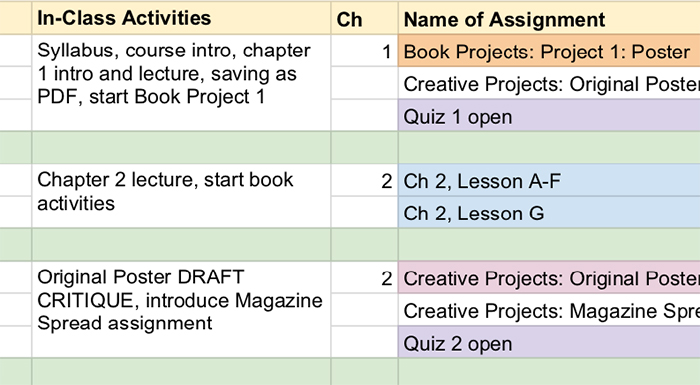 In-Class Activities Ch Name of Assignment
Syllabus, course intro, chapter 1 Book Projects: Project 1: Poster
1 intro and lecture, saving as Creative Projects: Original
PDF, start Book Project 1 Quiz 1 open
Chapter 2 lecture, start book 2 Ch 2, Lesson A-F
activities Ch 2, Lesson G
Original Poster DRAFT 2 Creative Projects: Original
CRITIQUE, introduce Magazine Creative Projects: Magazine
Spread assignment Quiz 2 open